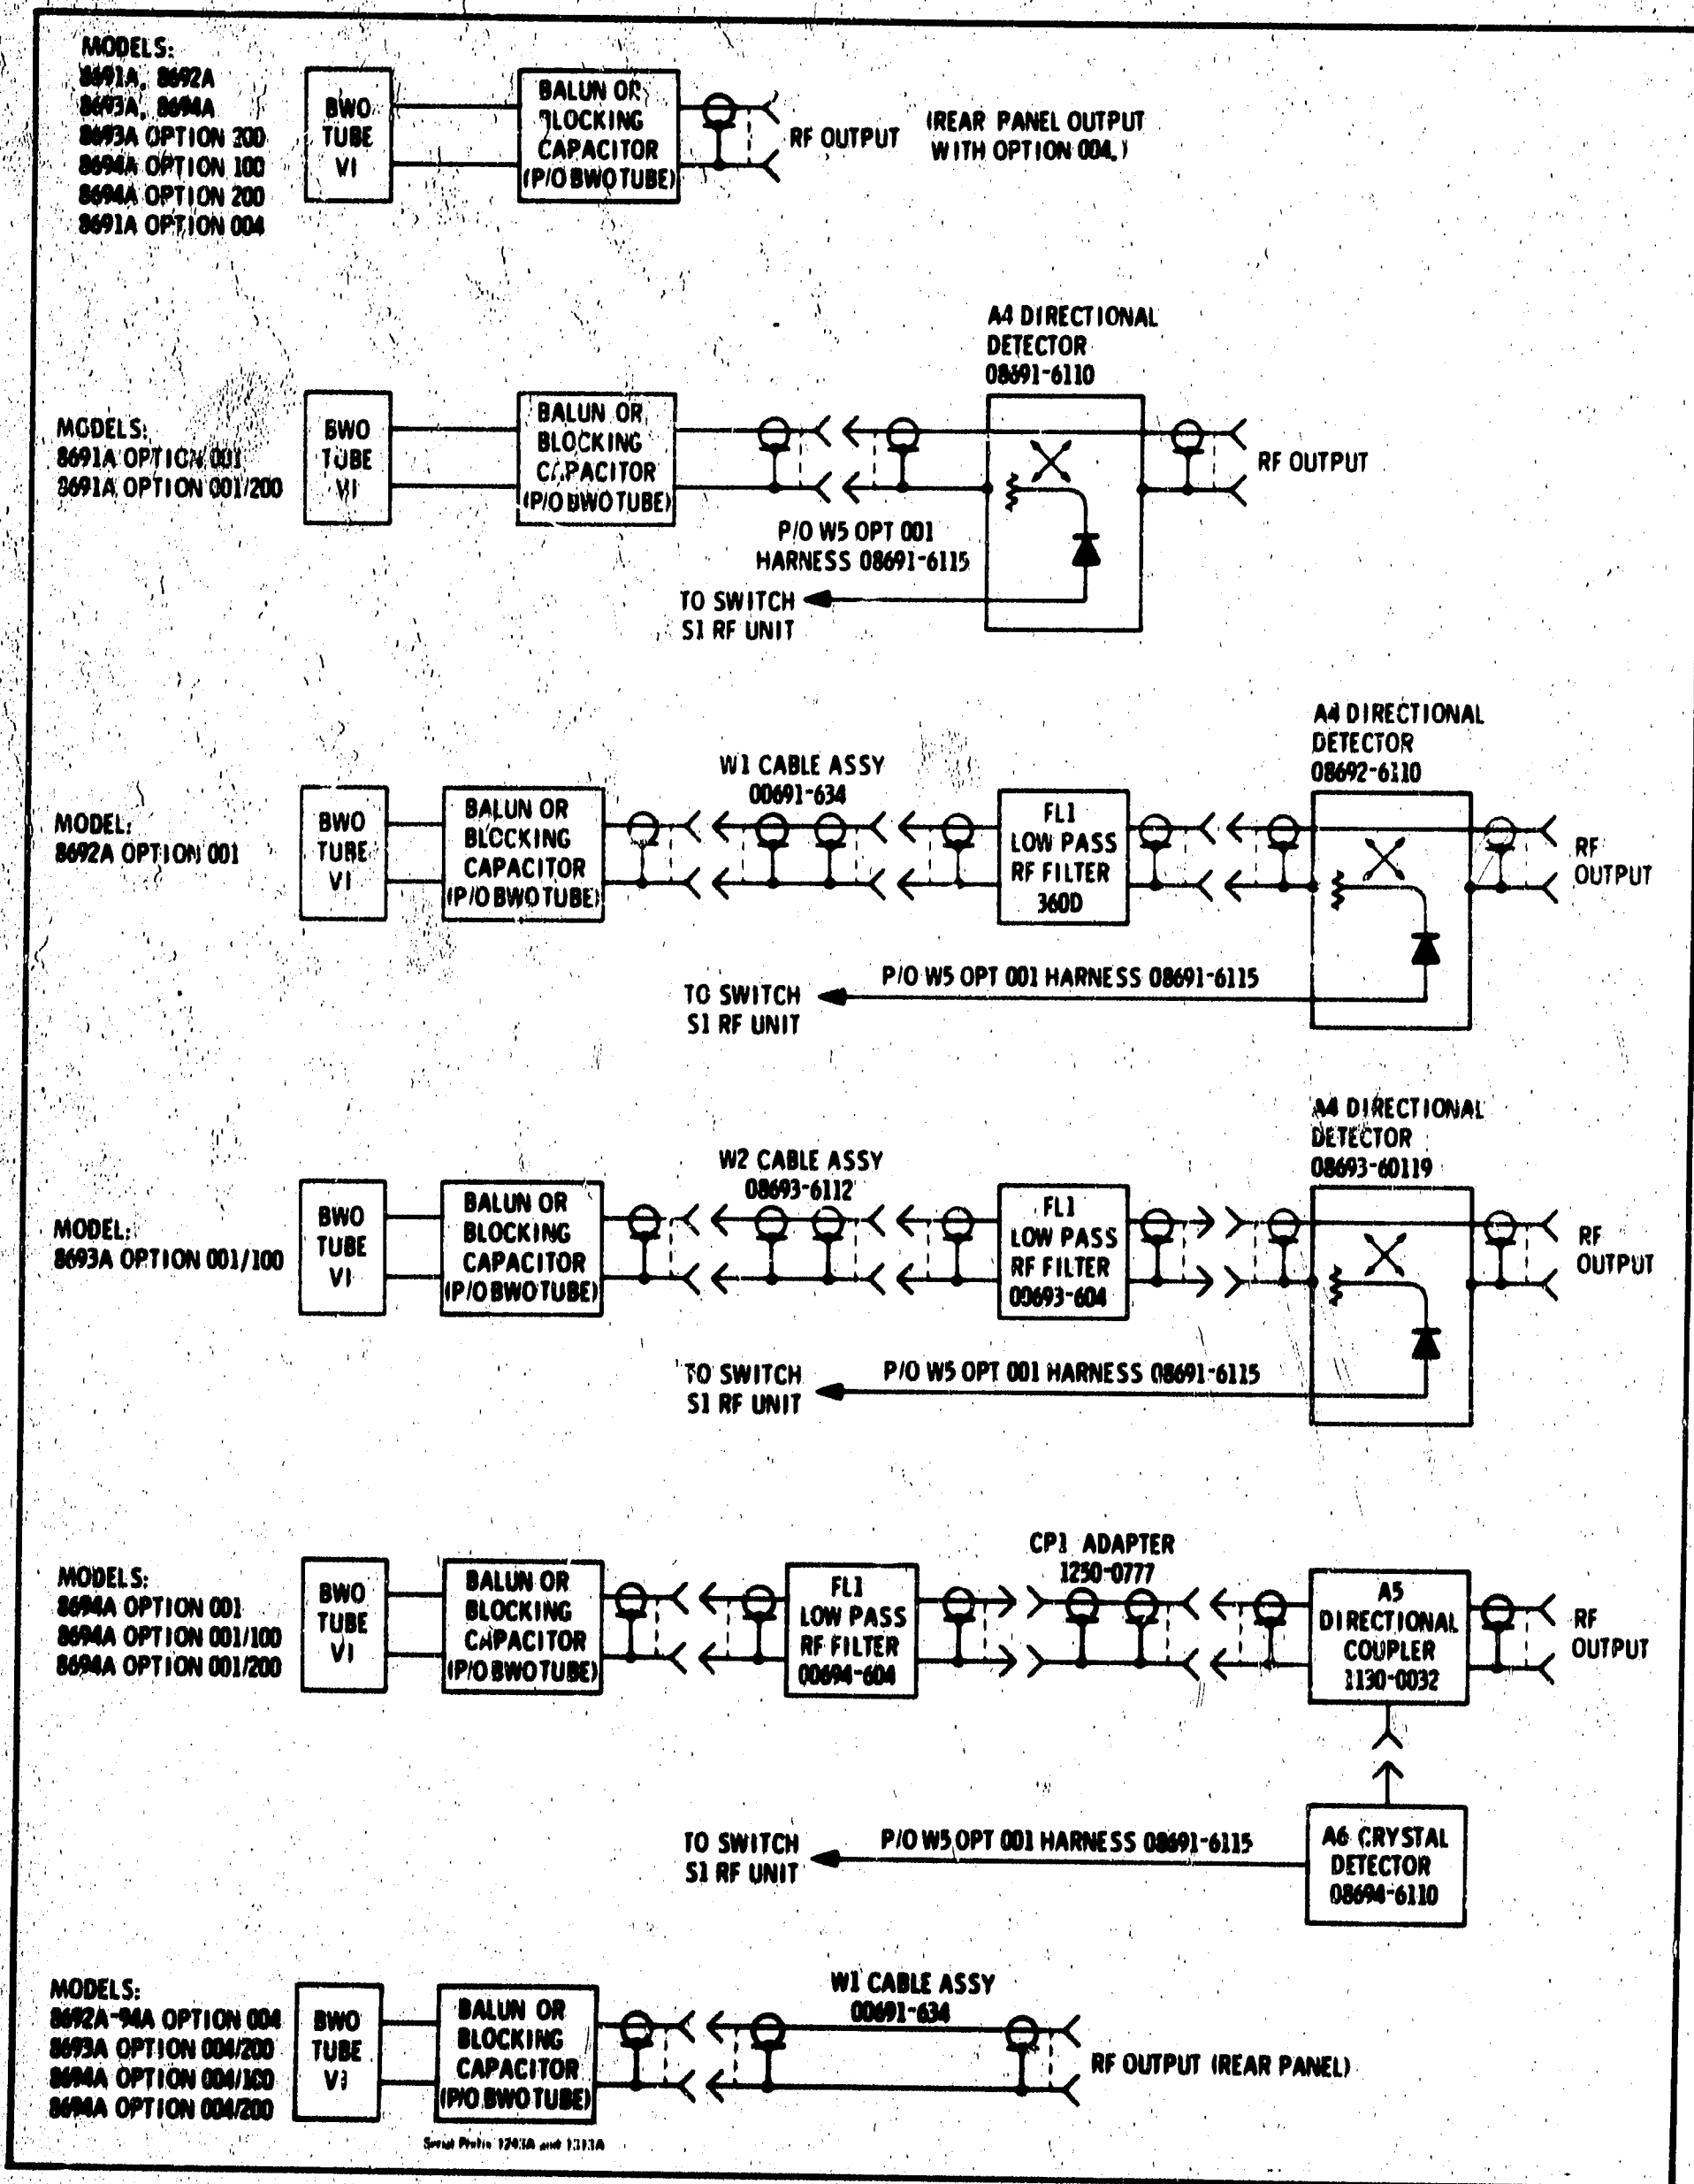 MODELS:
8691A, 8692A
8693A, 8694A
8693A OPTION 200
8694A OPTION 100
8694A OPTION 200
8691A OPTION 004
BWO
TUBE
V1
BALUN OR
BLOCKING
CAPACITOR
(P/O BWO TUBE)
RF OUTPUT
(REAR PANEL OUTPUT
WITH OPTION 004.)
A4 DIRECTIONAL
DETECTOR
08691-6110
MODELS:
8691A OPTION 001
8691A OPTION 001/200
BWO
TUBE
V1
BALUN OR
BLOCKING
CAPACITOR
(P/O BWO TUBE)
RF OUTPUT
P/O W5 OPT 001
HARNESS 08691-6115
TO SWITCH
S1 RF UNIT
A4 DIRECTIONAL
DETECTOR
08692-6110
W1 CABLE ASSY
00691-634
MODEL:
8692A OPTION 001
BWO
TUBE
V1
BALUN OR
BLOCKING
CAPACITOR
(P/O BWO TUBE)
FL1
LOW PASS
RF FILTER
360D
RF
OUTPUT
P/O W5 OPT 001 HARNESS 08691-6115
TO SWITCH
S1 RF UNIT
A4 DIRECTIONAL
DETECTOR
08693-60119
W2 CABLE ASSY
08693-6112
MODEL:
8693A OPTION 001/100
BWO
TUBE
V1
BALUN OR
BLOCKING
CAPACITOR
(P/O BWO TUBE)
FL1
LOW PASS
RF FILTER
00693-604
RF
OUTPUT
P/O W5 OPT 001 HARNESS 08691-6115
TO SWITCH
S1 RF UNIT
CP1 ADAPTER
1250-0777
MODELS:
8694A OPTION 001
8694A OPTION 001/100
8694A OPTION 001/200
BWO
TUBE
V1
BALUN OR
BLOCKING
CAPACITOR
(P/O BWO TUBE)
FL1
LOW PASS
RF FILTER
00694-604
A5
DIRECTIONAL
COUPLER
1130-0032
RF
OUTPUT
P/O W5 OPT 001 HARNESS 08691-6115
TO SWITCH
S1 RF UNIT
A6 CRYSTAL
DETECTOR
08694-6110
W1 CABLE ASSY
00691-634
MODELS:
8692A-94A OPTION 004
8693A OPTION 004/200
8694A OPTION 004/100
8694A OPTION 004/200
BWO
TUBE
V1
BALUN OR
BLOCKING
CAPACITOR
(P/O BWO TUBE)
RF OUTPUT (REAR PANEL)
Serial Prefix and 1313A